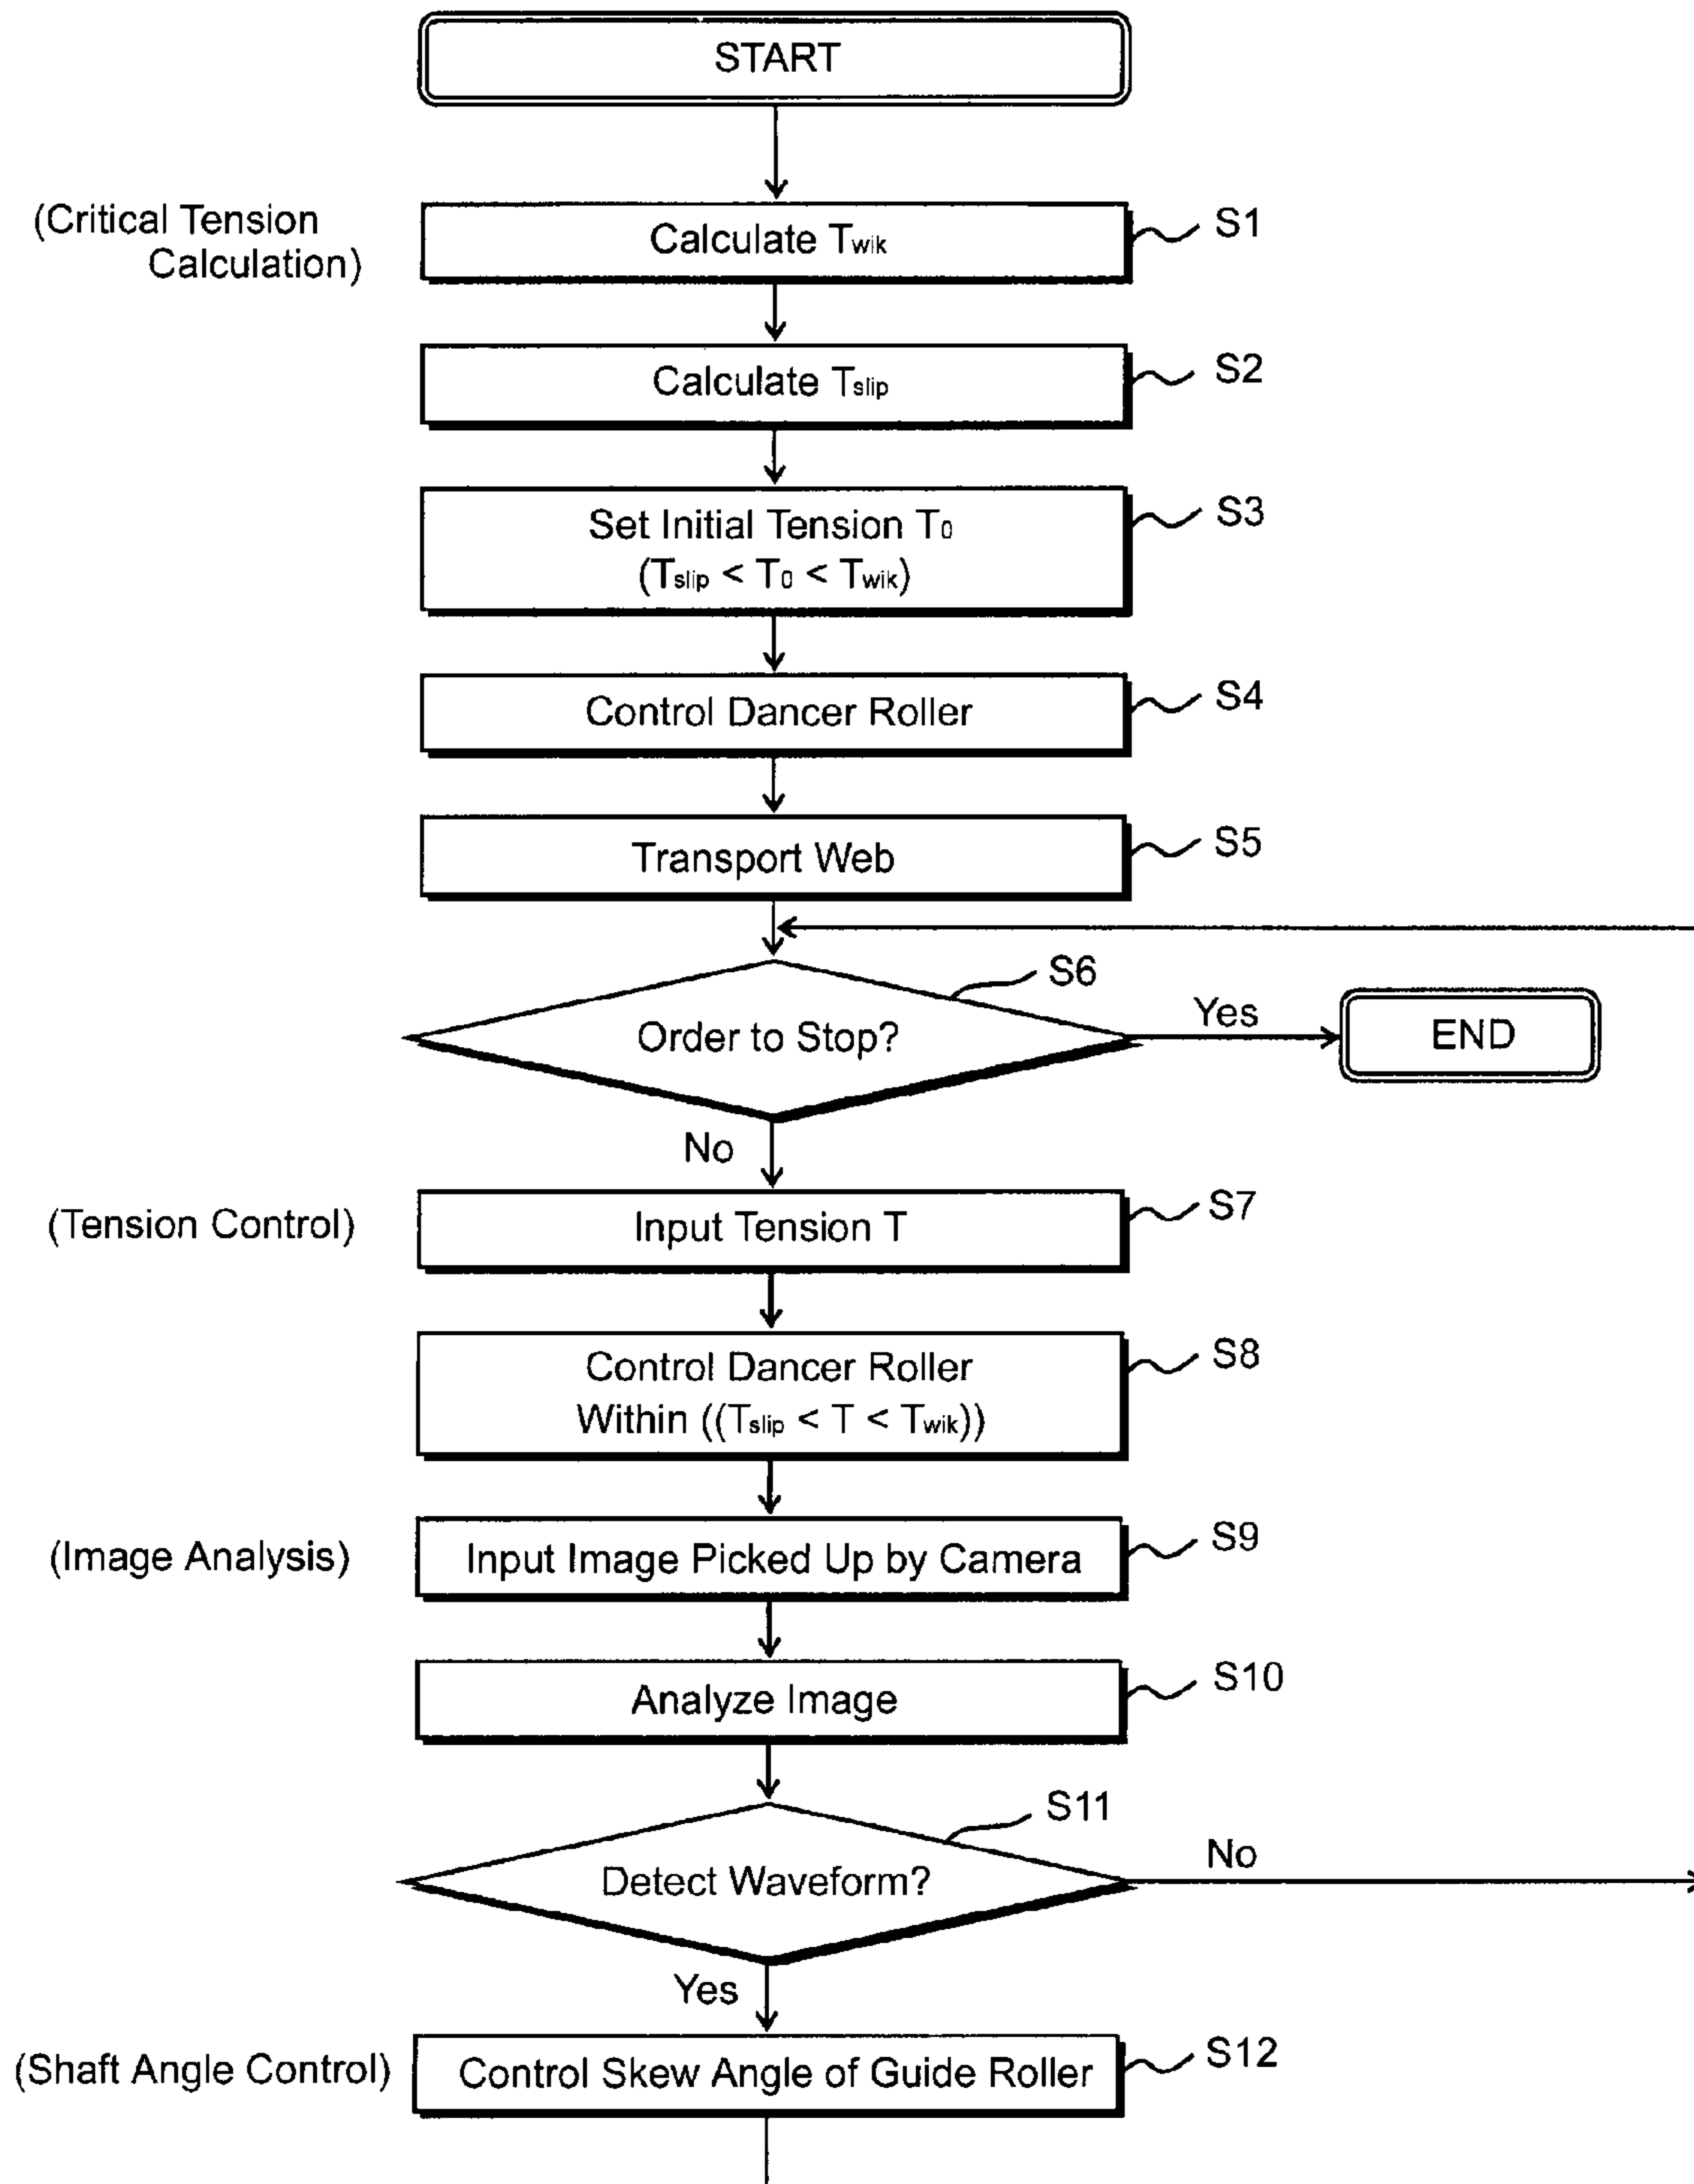 START
(Critical Tension
Calculation)
Calculate Twik
S1
Calculate Tslip
S2
Set Initial Tension T0
(Tslip < T0 < Twik)
S3
Control Dancer Roller
S4
Transport Web
S5
S6
Order to Stop?
Yes
END
No
(Tension Control)
Input Tension T
S7
Control Dancer Roller
Within ((Tslip < T < Twik))
S8
(Image Analysis)
Input Image Picked Up by Camera
S9
Analyze Image
S10
S11
Detect Waveform?
No
Yes
(Shaft Angle Control)
Control Skew Angle of Guide Roller
S12